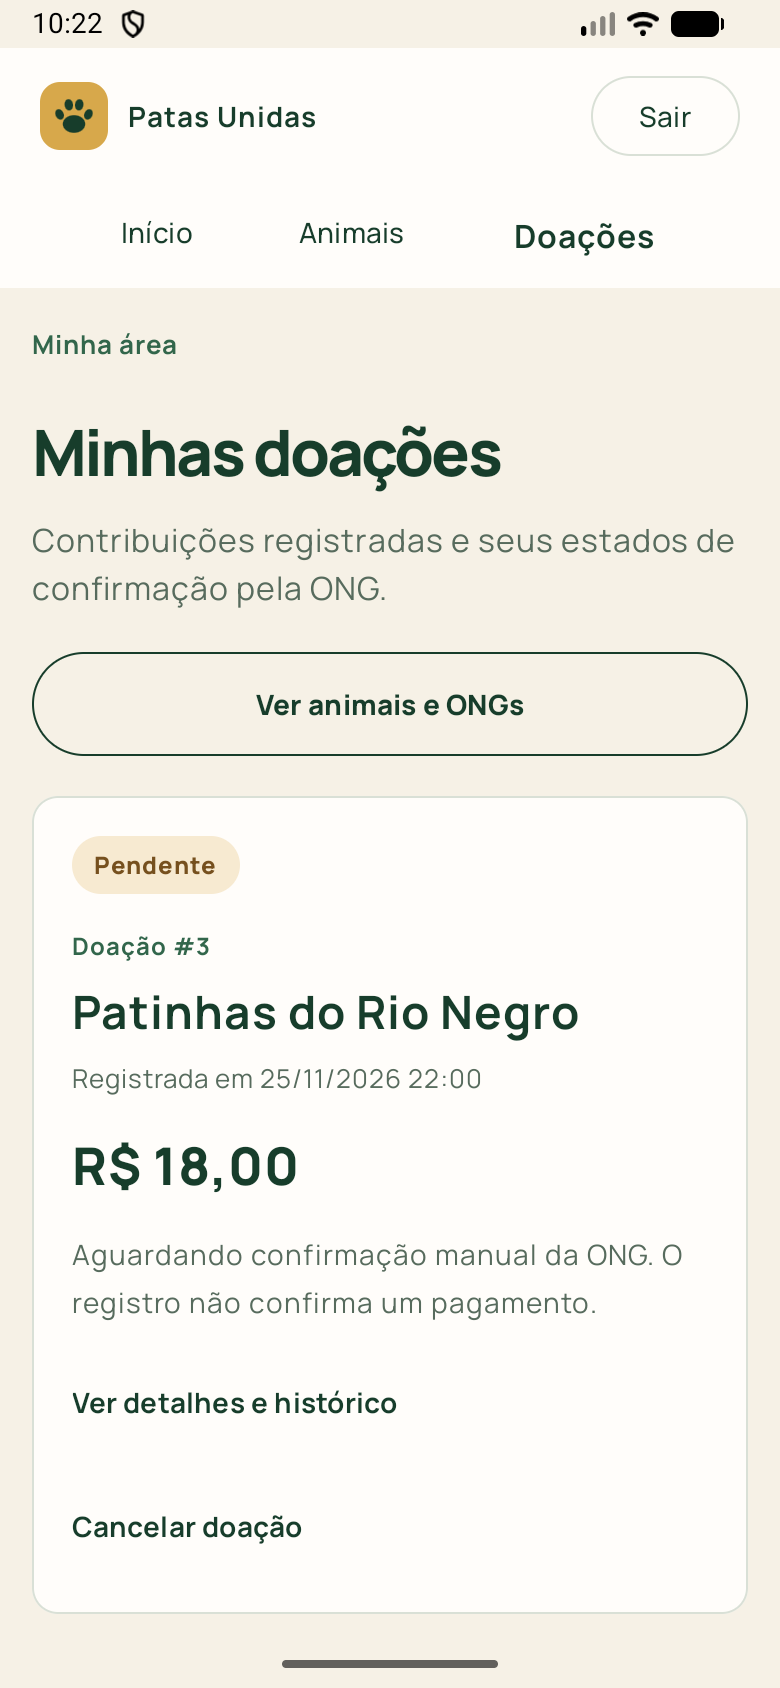 10:22
Patas Unidas
Sair
Início
Animais
Doações
Minha área
Minhas doações
Contribuições registradas e seus estados de
confirmação pela ONG.
Ver animais e ONGs
Pendente
Doação #3
Patinhas do Rio Negro
Registrada em 25/11/2026 22:00
R$ 18,00
Aguardando confirmação manual da ONG. O
registro não confirma um pagamento.
Ver detalhes e histórico
Cancelar doação